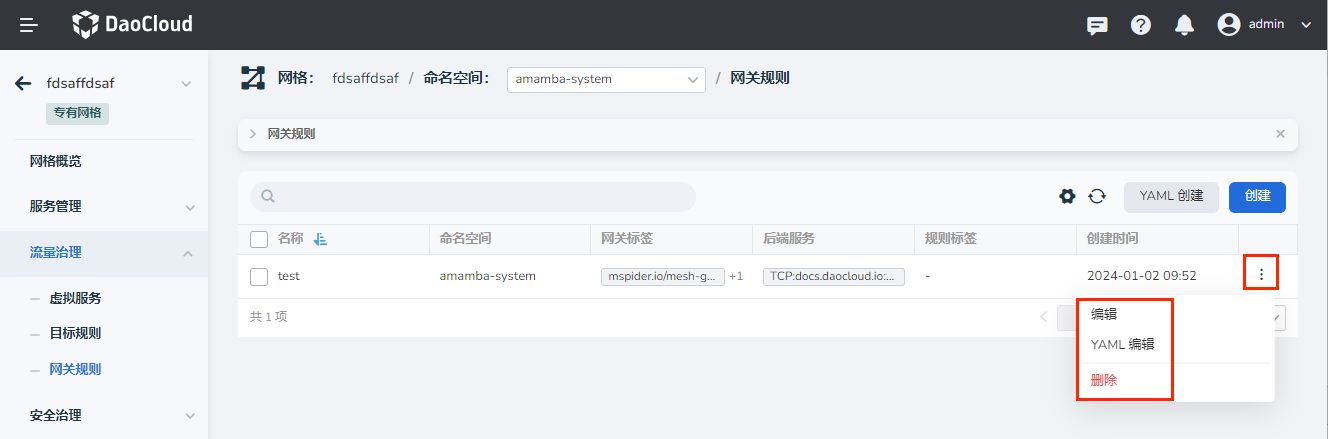 DaoCloud
admin
fdsaffdsaf
专有网格
网格概览
服务管理
流量治理
虚拟服务
目标规则
网关规则
安全治理
网格： fdsaffdsaf / 命名空间： amamba-system / 网关规则
网关规则
YAML 创建 创建
名称 命名空间 网关标签 后端服务 规则标签 创建时间
test amamba-system mspider.io/mesh-g... +1 TCP:docs.daocloud.io:... - 2024-01-02 09:52
共 1 项
编辑
YAML 编辑
删除